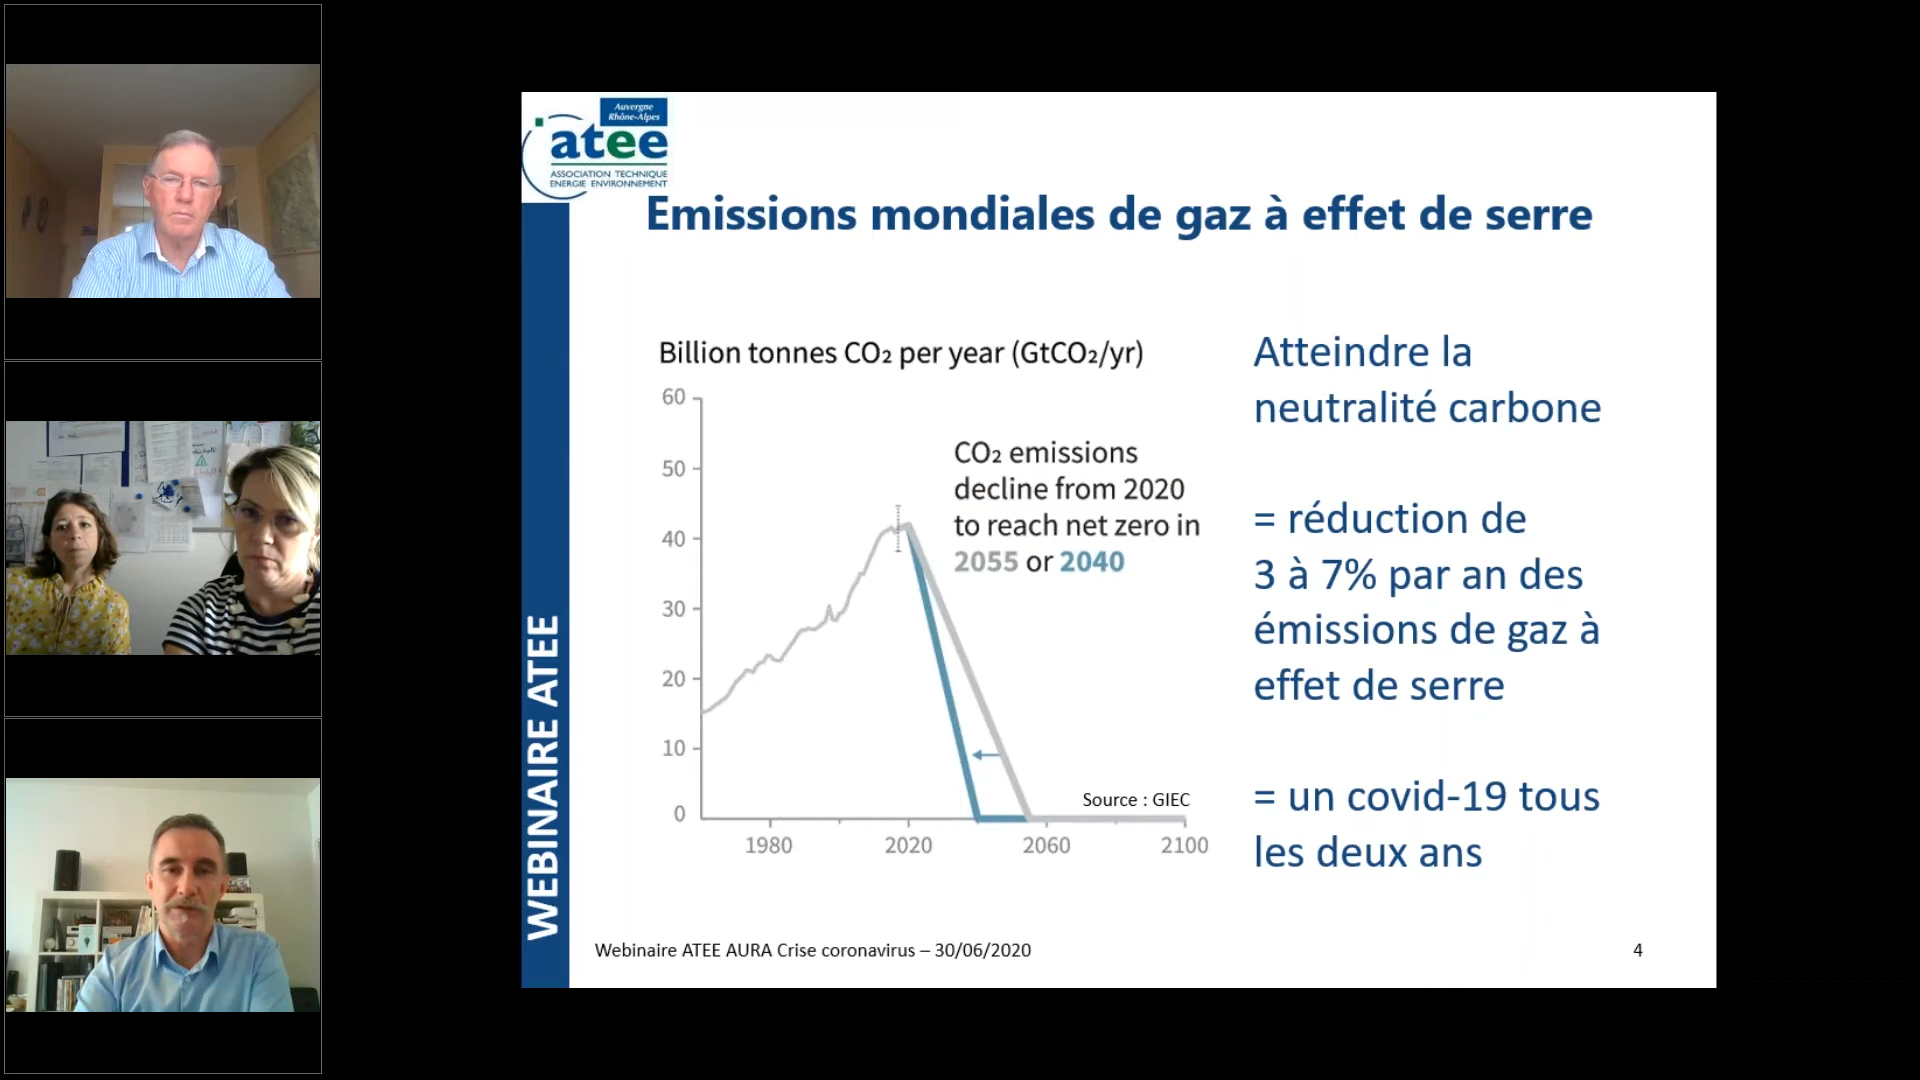 Auvergne
Rhône-Alpes
atee
ASSOCIATION TECHNIQUE
ENERGIE ENVIRONNEMENT
Emissions mondiales de gaz à effet de serre
Billion tonnes CO₂ per year (GtCO₂/yr)
60
50
40
30
20
10
0
1980
2020
2060
2100
CO₂ emissions
decline from 2020
to reach net zero in
2055 or 2040
Source : GIEC
Atteindre la
neutralité carbone
= réduction de
3 à 7% par an des
émissions de gaz à
effet de serre
= un covid-19 tous
les deux ans
WEBINAIRE ATEE
Webinaire ATEE AURA Crise coronavirus – 30/06/2020
4